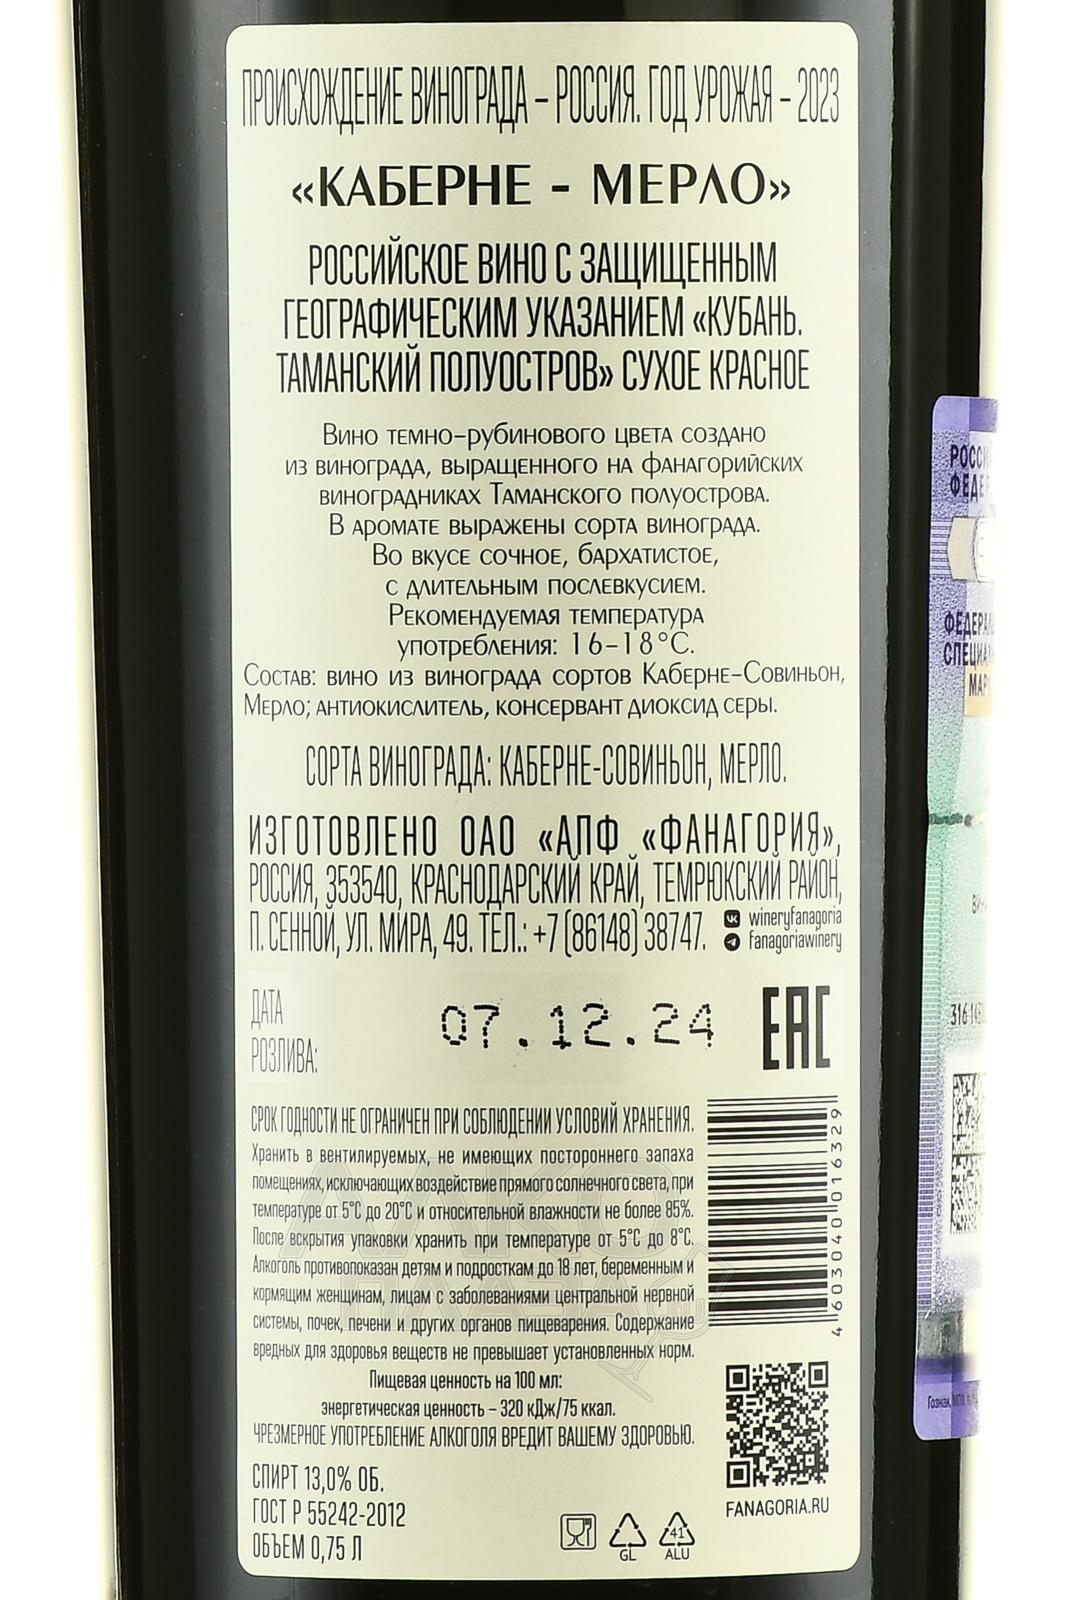 ПРОИСХОЖДЕНИЕ ВИНОГРАДА – РОССИЯ. ГОД УРОЖАЯ – 2023
«КАБЕРНЕ - МЕРЛО»
РОССИЙСКОЕ ВИНО С ЗАЩИЩЕННЫМ
ГЕОГРАФИЧЕСКИМ УКАЗАНИЕМ «КУБАНЬ.
ТАМАНСКИЙ ПОЛУОСТРОВ» СУХОЕ КРАСНОЕ
Вино темно-рубинового цвета создано
из винограда, выращенного на фанагорийских
виноградниках Таманского полуострова.
В аромате выражены сорта винограда.
Во вкусе сочное, бархатистое,
с длительным послевкусием.
Рекомендуемая температура
употребления: 16-18°С.
Состав: вино из винограда сортов Каберне-Совиньон,
Мерло; антиокислитель, консервант диоксид серы.
СОРТА ВИНОГРАДА: КАБЕРНЕ-СОВИНЬОН, МЕРЛО.
ИЗГОТОВЛЕНО ОАО «АПФ «ФАНАГОРИЯ»,
РОССИЯ, 353540, КРАСНОДАРСКИЙ КРАЙ, ТЕМРЮКСКИЙ РАЙОН,
П. СЕННОЙ, УЛ. МИРА, 49. ТЕЛ.: +7 (86148) 38747.
wineryfanagoria
fanagoriawinery
ДАТА
РОЗЛИВА:
07.12.24
ЕАС
СРОК ГОДНОСТИ НЕ ОГРАНИЧЕН ПРИ СОБЛЮДЕНИИ УСЛОВИЙ ХРАНЕНИЯ.
Хранить в вентилируемых, не имеющих постороннего запаха
помещениях, исключающих воздействие прямого солнечного света, при
температуре от 5°С до 20°С и относительной влажности не более 85%.
После вскрытия упаковки хранить при температуре от 5°С до 8°С.
Алкоголь противопоказан детям и подросткам до 18 лет, беременным и
кормящим женщинам, лицам с заболеваниями центральной нервной
системы, почек, печени и других органов пищеварения. Содержание
вредных для здоровья веществ не превышает установленных норм.
Пищевая ценность на 100 мл:
энергетическая ценность – 320 кДж/75 ккал.
ЧРЕЗМЕРНОЕ УПОТРЕБЛЕНИЕ АЛКОГОЛЯ ВРЕДИТ ВАШЕМУ ЗДОРОВЬЮ.
4603040016329
СПИРТ 13,0% ОБ.
ГОСТ Р 55242-2012
ОБЪЕМ 0,75 Л
FANAGORIA.RU
GL
41
ALU
АЛКО
ПЛАЗА